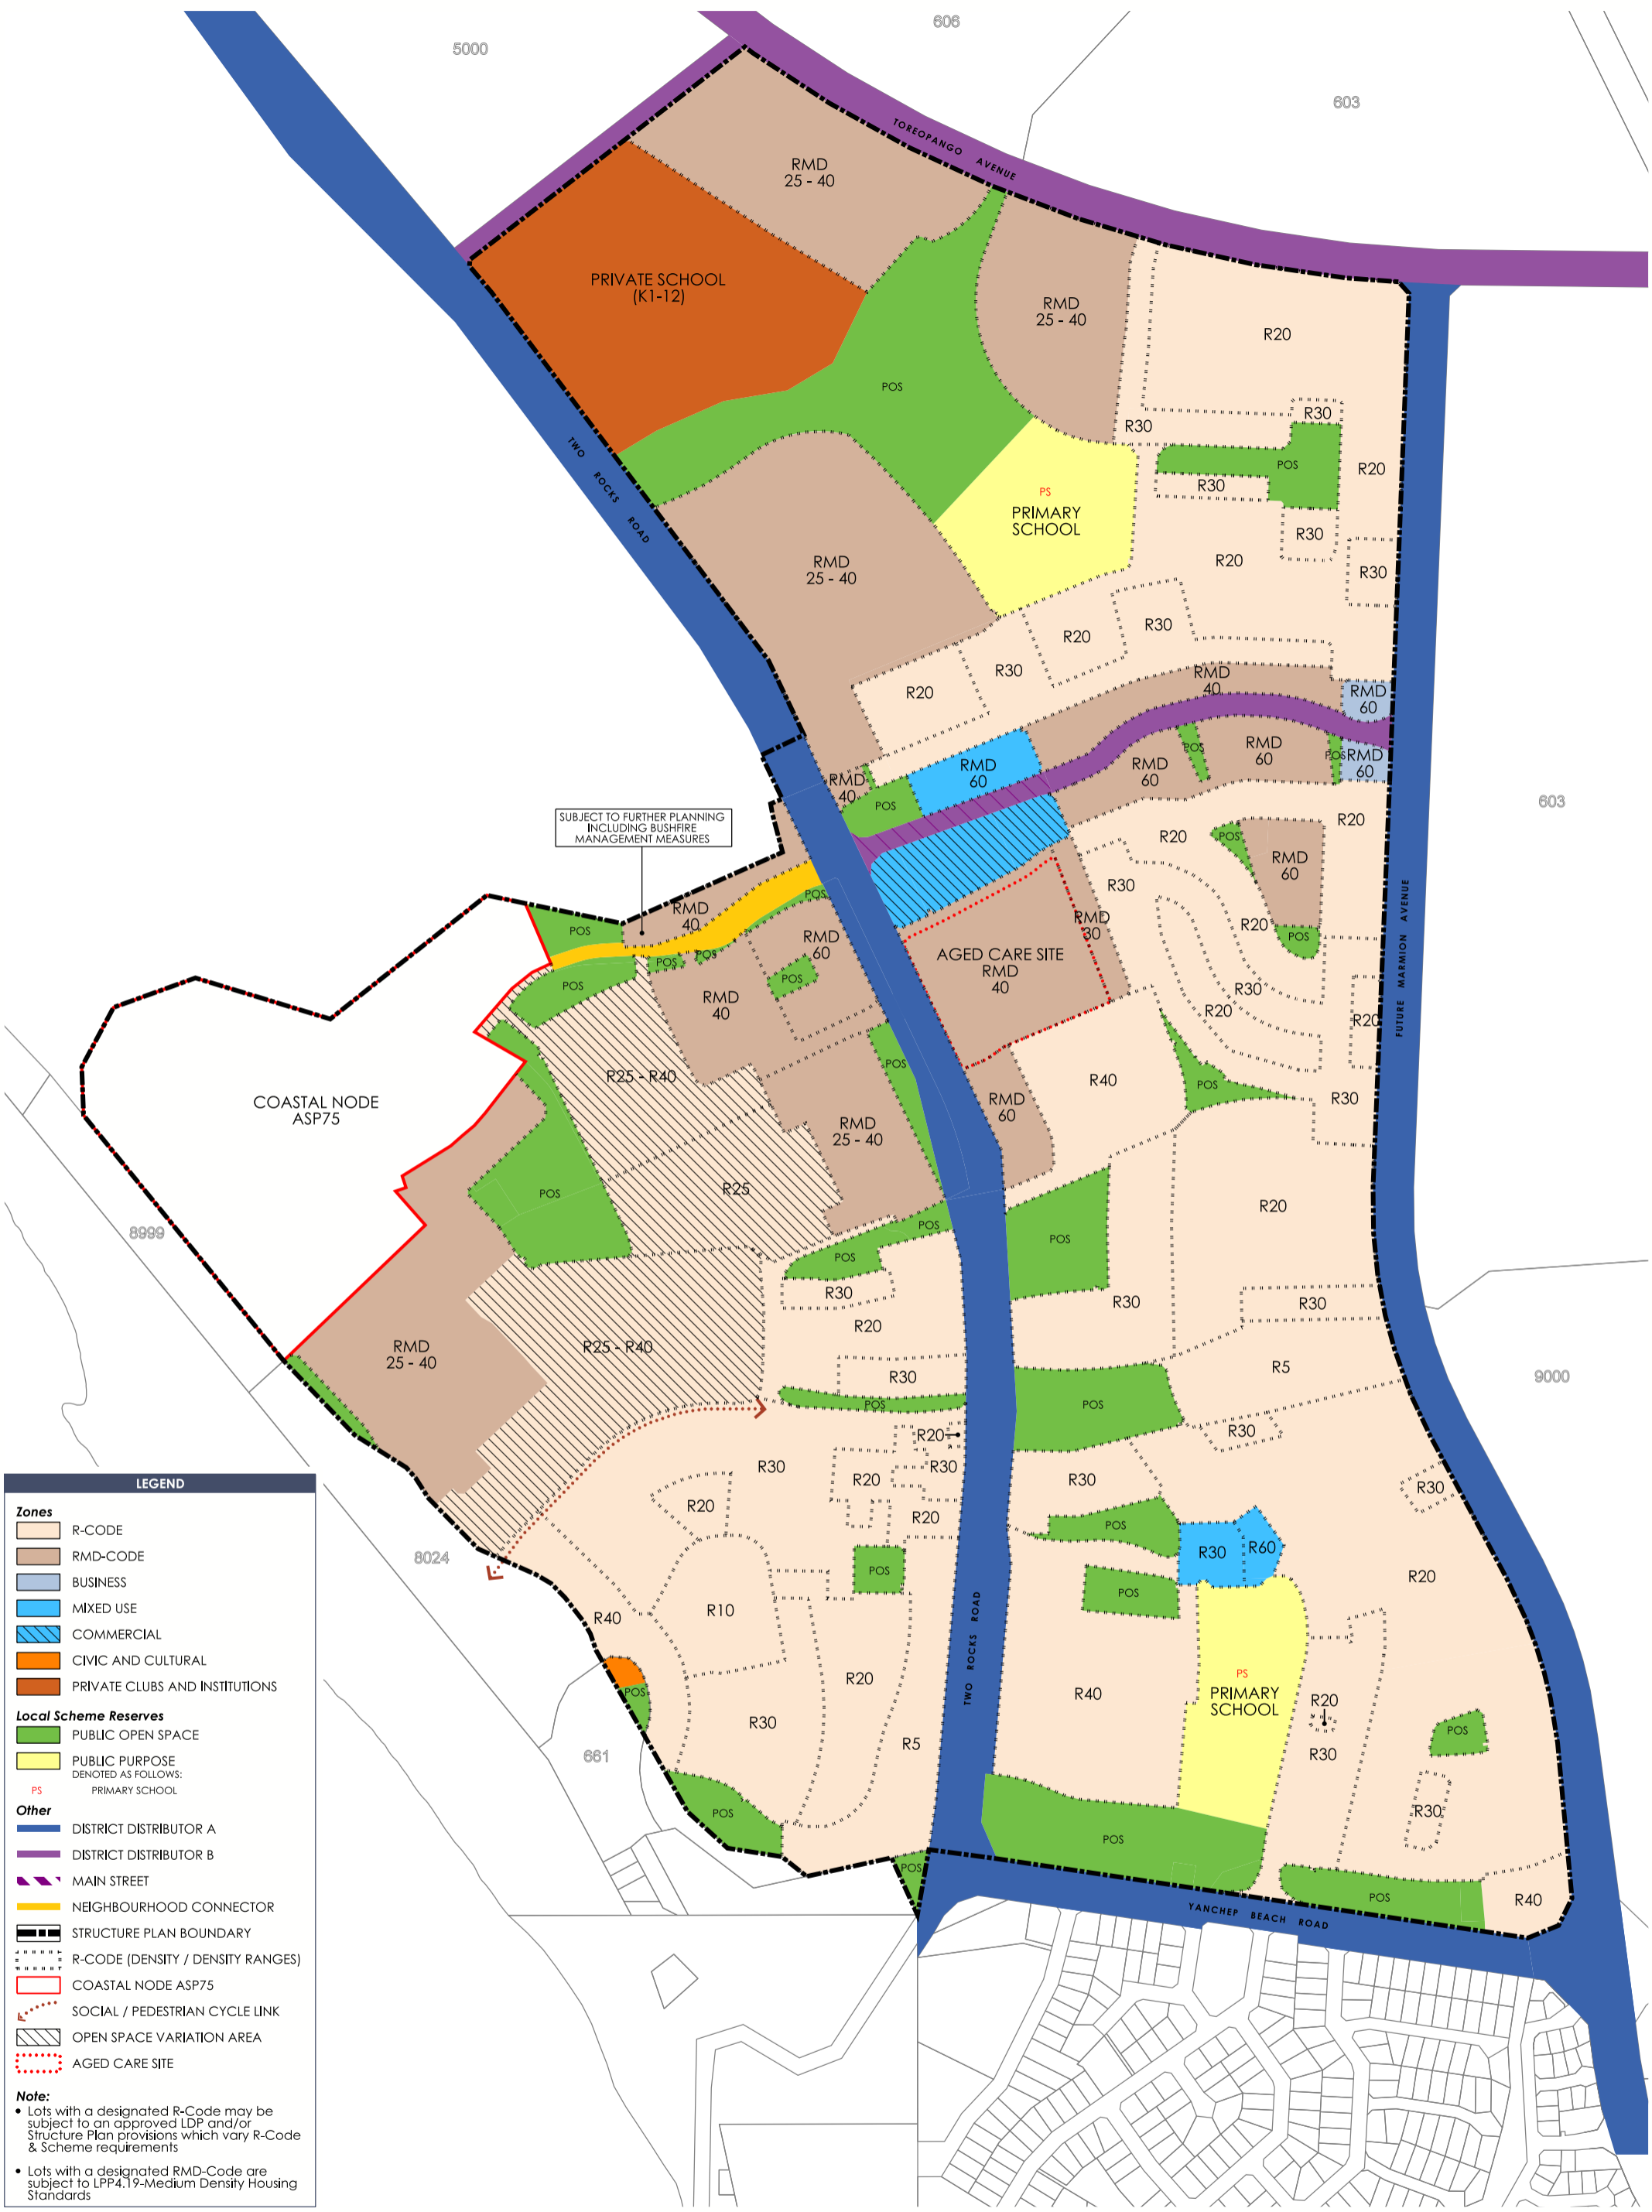 5000
606
603
TOREOPANGO AVENUE
RMD
25 - 40
PRIVATE SCHOOL
(K1-12)
RMD
25 - 40
R20
POS
R30
R30
POS
R20
R30
TWO ROCKS ROAD
PS
PRIMARY
SCHOOL
R30
R20
RMD
25 - 40
R30
R30
R20
R30
R20
RMD
40
RMD
60
RMD
60
POS
RMD
60
POS
RMD
60
RMD
60
RMD
40
POS
603
SUBJECT TO FURTHER PLANNING
INCLUDING BUSHFIRE
MANAGEMENT MEASURES
R20
R20
POS
RMD
60
R30
POS
RMD
40
RMD
30
R20
POS
POS
RMD
60
AGED CARE SITE
RMD
40
FUTURE MARMION AVENUE
POS
POS
POS
POS
RMD
40
R30
R20
R20
R25 - R40
POS
R40
POS
R30
COASTAL NODE
ASP75
RMD
60
RMD
25 - 40
R25
POS
R20
8999
POS
POS
POS
R30
R30
R30
R20
RMD
25 - 40
R25 - R40
R5
R30
9000
POS
POS
R20
R30
R30
R30
R20
R30
R30
R20
R20
POS
R30
R60
8024
POS
R20
POS
R10
R40
TWO ROCKS ROAD
PS
PRIMARY
SCHOOL
R20
R40
POS
R20
R30
R30
R5
POS
661
POS
R30
POS
POS
POS
R40
YANCHEP BEACH ROAD
LEGEND
Zones
R-CODE
RMD-CODE
BUSINESS
MIXED USE
COMMERCIAL
CIVIC AND CULTURAL
PRIVATE CLUBS AND INSTITUTIONS
Local Scheme Reserves
PUBLIC OPEN SPACE
PUBLIC PURPOSE
DENOTED AS FOLLOWS:
PS PRIMARY SCHOOL
Other
DISTRICT DISTRIBUTOR A
DISTRICT DISTRIBUTOR B
MAIN STREET
NEIGHBOURHOOD CONNECTOR
STRUCTURE PLAN BOUNDARY
R-CODE (DENSITY / DENSITY RANGES)
COASTAL NODE ASP75
SOCIAL / PEDESTRIAN CYCLE LINK
OPEN SPACE VARIATION AREA
AGED CARE SITE
Note:
• Lots with a designated R-Code may be
subject to an approved LDP and/or
Structure Plan provisions which vary R-Code
& Scheme requirements
• Lots with a designated RMD-Code are
subject to LPP4.19-Medium Density Housing
Standards